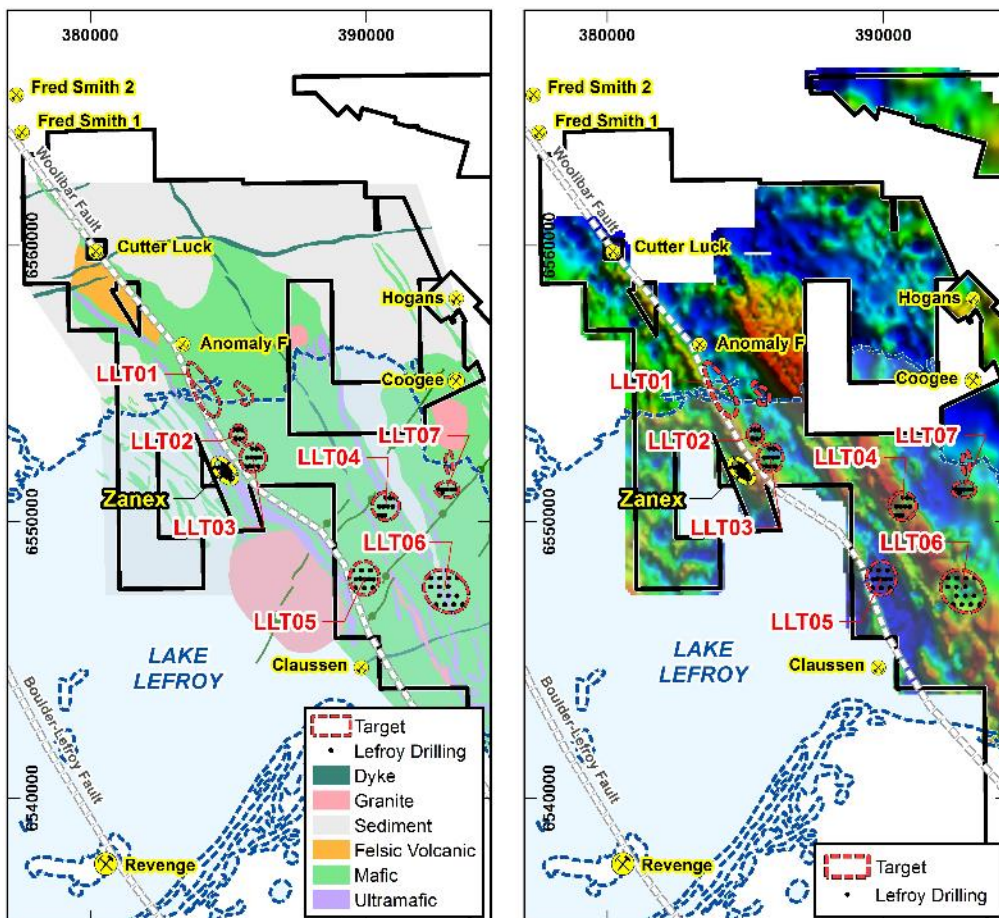 380000
390000
Fred Smith 2
Fred Smith 1
Woolibar Fault
6560000
Cutter Luck
Hogans
Anomaly F
LLT01
Coogee
LLT02
LLT07
LLT04
Zanex
6550000
LLT03
LLT06
LLT05
LAKE
LEFROY
Claussen
Boulder-Lefroy Fault
6540000
Revenge
Target
Lefroy Drilling
Dyke
Granite
Sediment
Felsic Volcanic
Mafic
Ultramafic
380000
390000
Fred Smith 2
Fred Smith 1
Woolibar Fault
6560000
Cutter Luck
Hogans
Anomaly F
LLT01
Coogee
LLT02
LLT07
LLT04
Zanex
6550000
LLT03
LLT06
LLT05
LAKE
LEFROY
Claussen
Boulder-Lefroy Fault
6540000
Revenge
Target
Lefroy Drilling